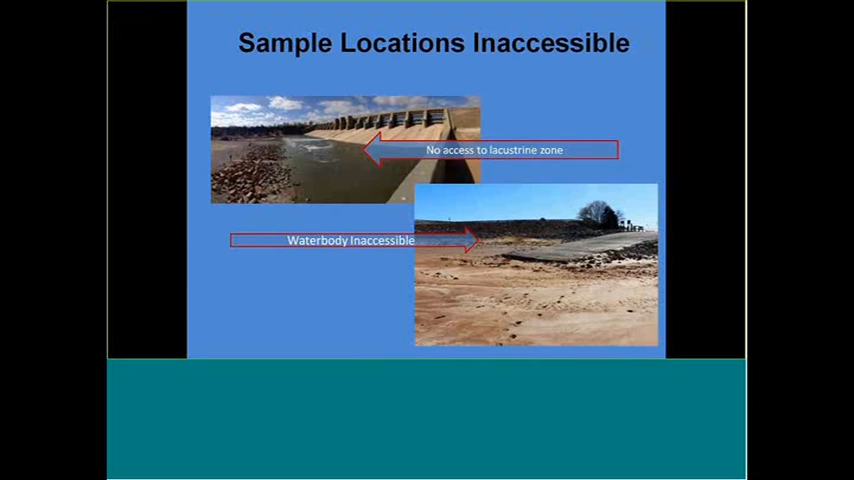 Sample Locations Inaccessible
No access to lacustrine zone
Waterbody Inaccessible